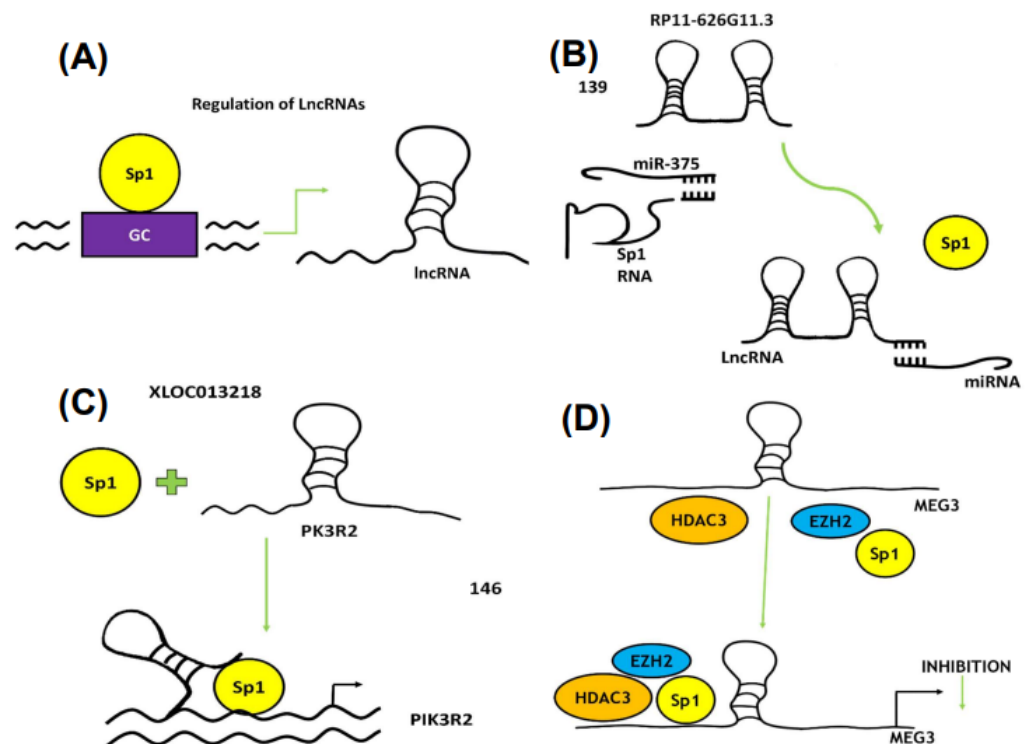 (A)
Regulation of LncRNAs
Sp1
GC
lncRNA
(B)
RP11-626G11.3
139
miR-375
Sp1
RNA
Sp1
LncRNA
miRNA
(C)
XLOC013218
Sp1
PK3R2
146
Sp1
PIK3R2
(D)
MEG3
HDAC3
EZH2
Sp1
EZH2
HDAC3
Sp1
INHIBITION
MEG3